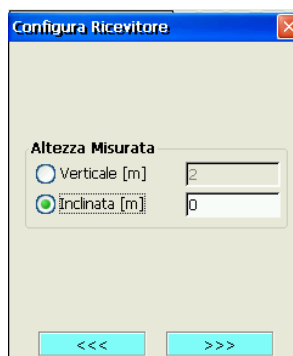 Configura Ricevitore
Altezza Misurata
Verticale [m] 2
Inclinata [m] 0
<<< >>>